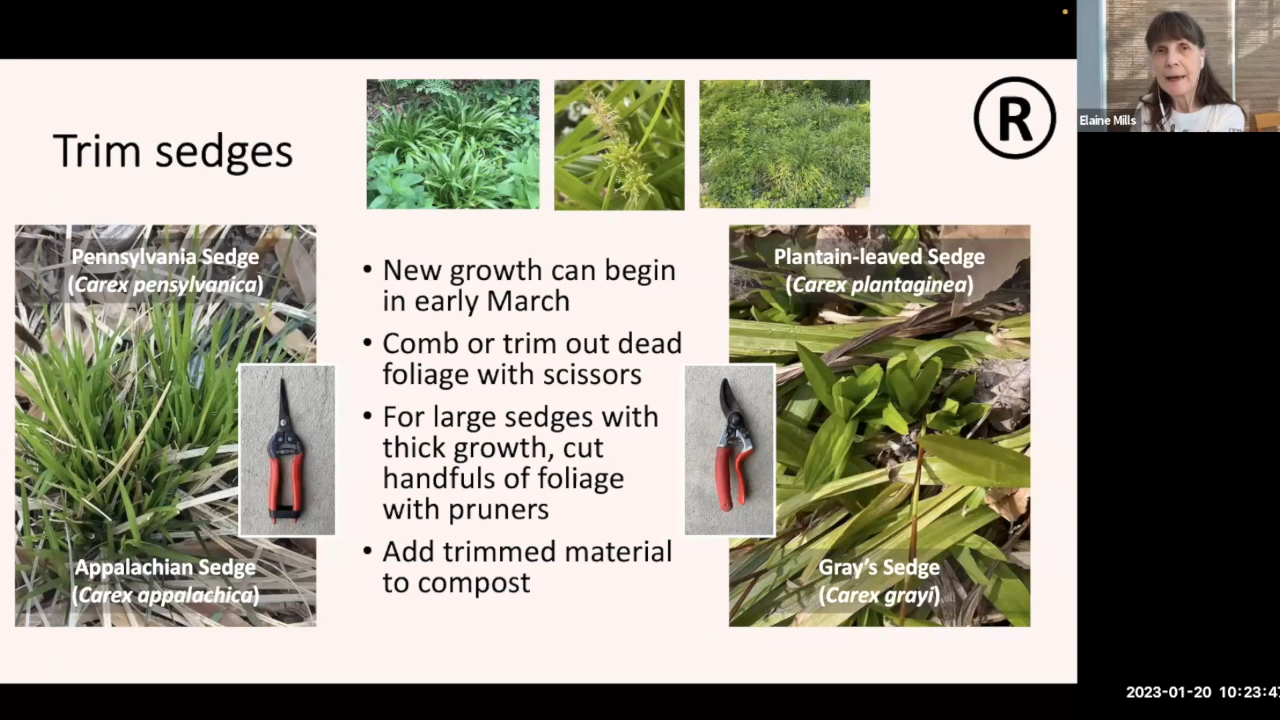 Trim sedges
®
Elaine Mills
Pennsylvania Sedge
(Carex pensylvanica)
Appalachian Sedge
(Carex appalachica)
• New growth can begin
in early March
• Comb or trim out dead
foliage with scissors
• For large sedges with
thick growth, cut
handfuls of foliage
with pruners
• Add trimmed material
to compost
Plantain-leaved Sedge
(Carex plantaginea)
Gray’s Sedge
(Carex grayi)
2023-01-20 10:23:4